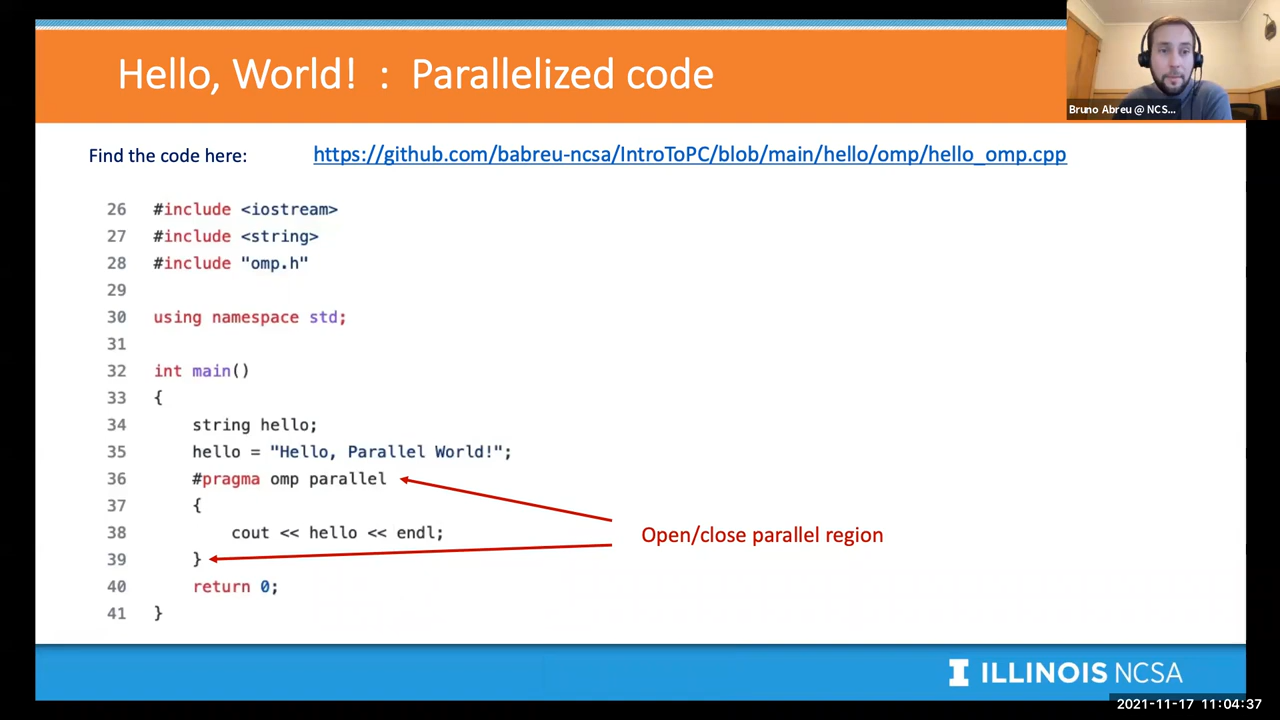 Hello, World! : Parallelized code
Bruno Abreu @ NCS...
Find the code here: https://github.com/babreu-ncsa/IntroToPC/blob/main/hello/omp/hello_omp.cpp
26 #include <iostream>
27 #include <string>
28 #include "omp.h"
29
30 using namespace std;
31
32 int main()
33 {
34 string hello;
35 hello = "Hello, Parallel World!";
36 #pragma omp parallel
37 {
38 cout << hello << endl;
Open/close parallel region
39 }
40 return 0;
41 }
I ILLINOIS NCSA
2021-11-17 11:04:37